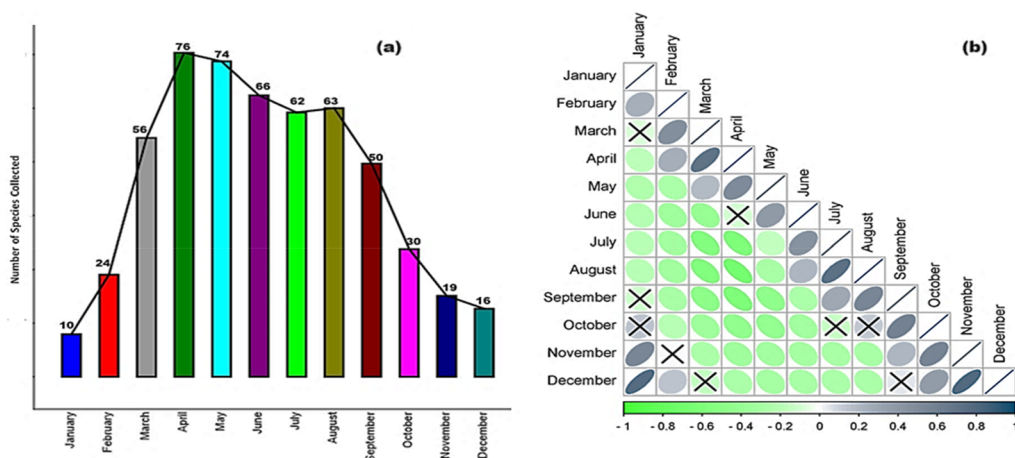 (a)
Number of Species Collected
10
24
56
76
74
66
62
63
50
30
19
16
January
February
March
April
May
June
July
August
September
October
November
December
(b)
January
February
March
April
May
June
July
August
September
October
November
December
January
February
March
April
May
June
July
August
September
October
November
December
- 1 - 0.8 - 0.6 - 0.4 - 0.2 0 0.2 0.4 0.6 0.8 1